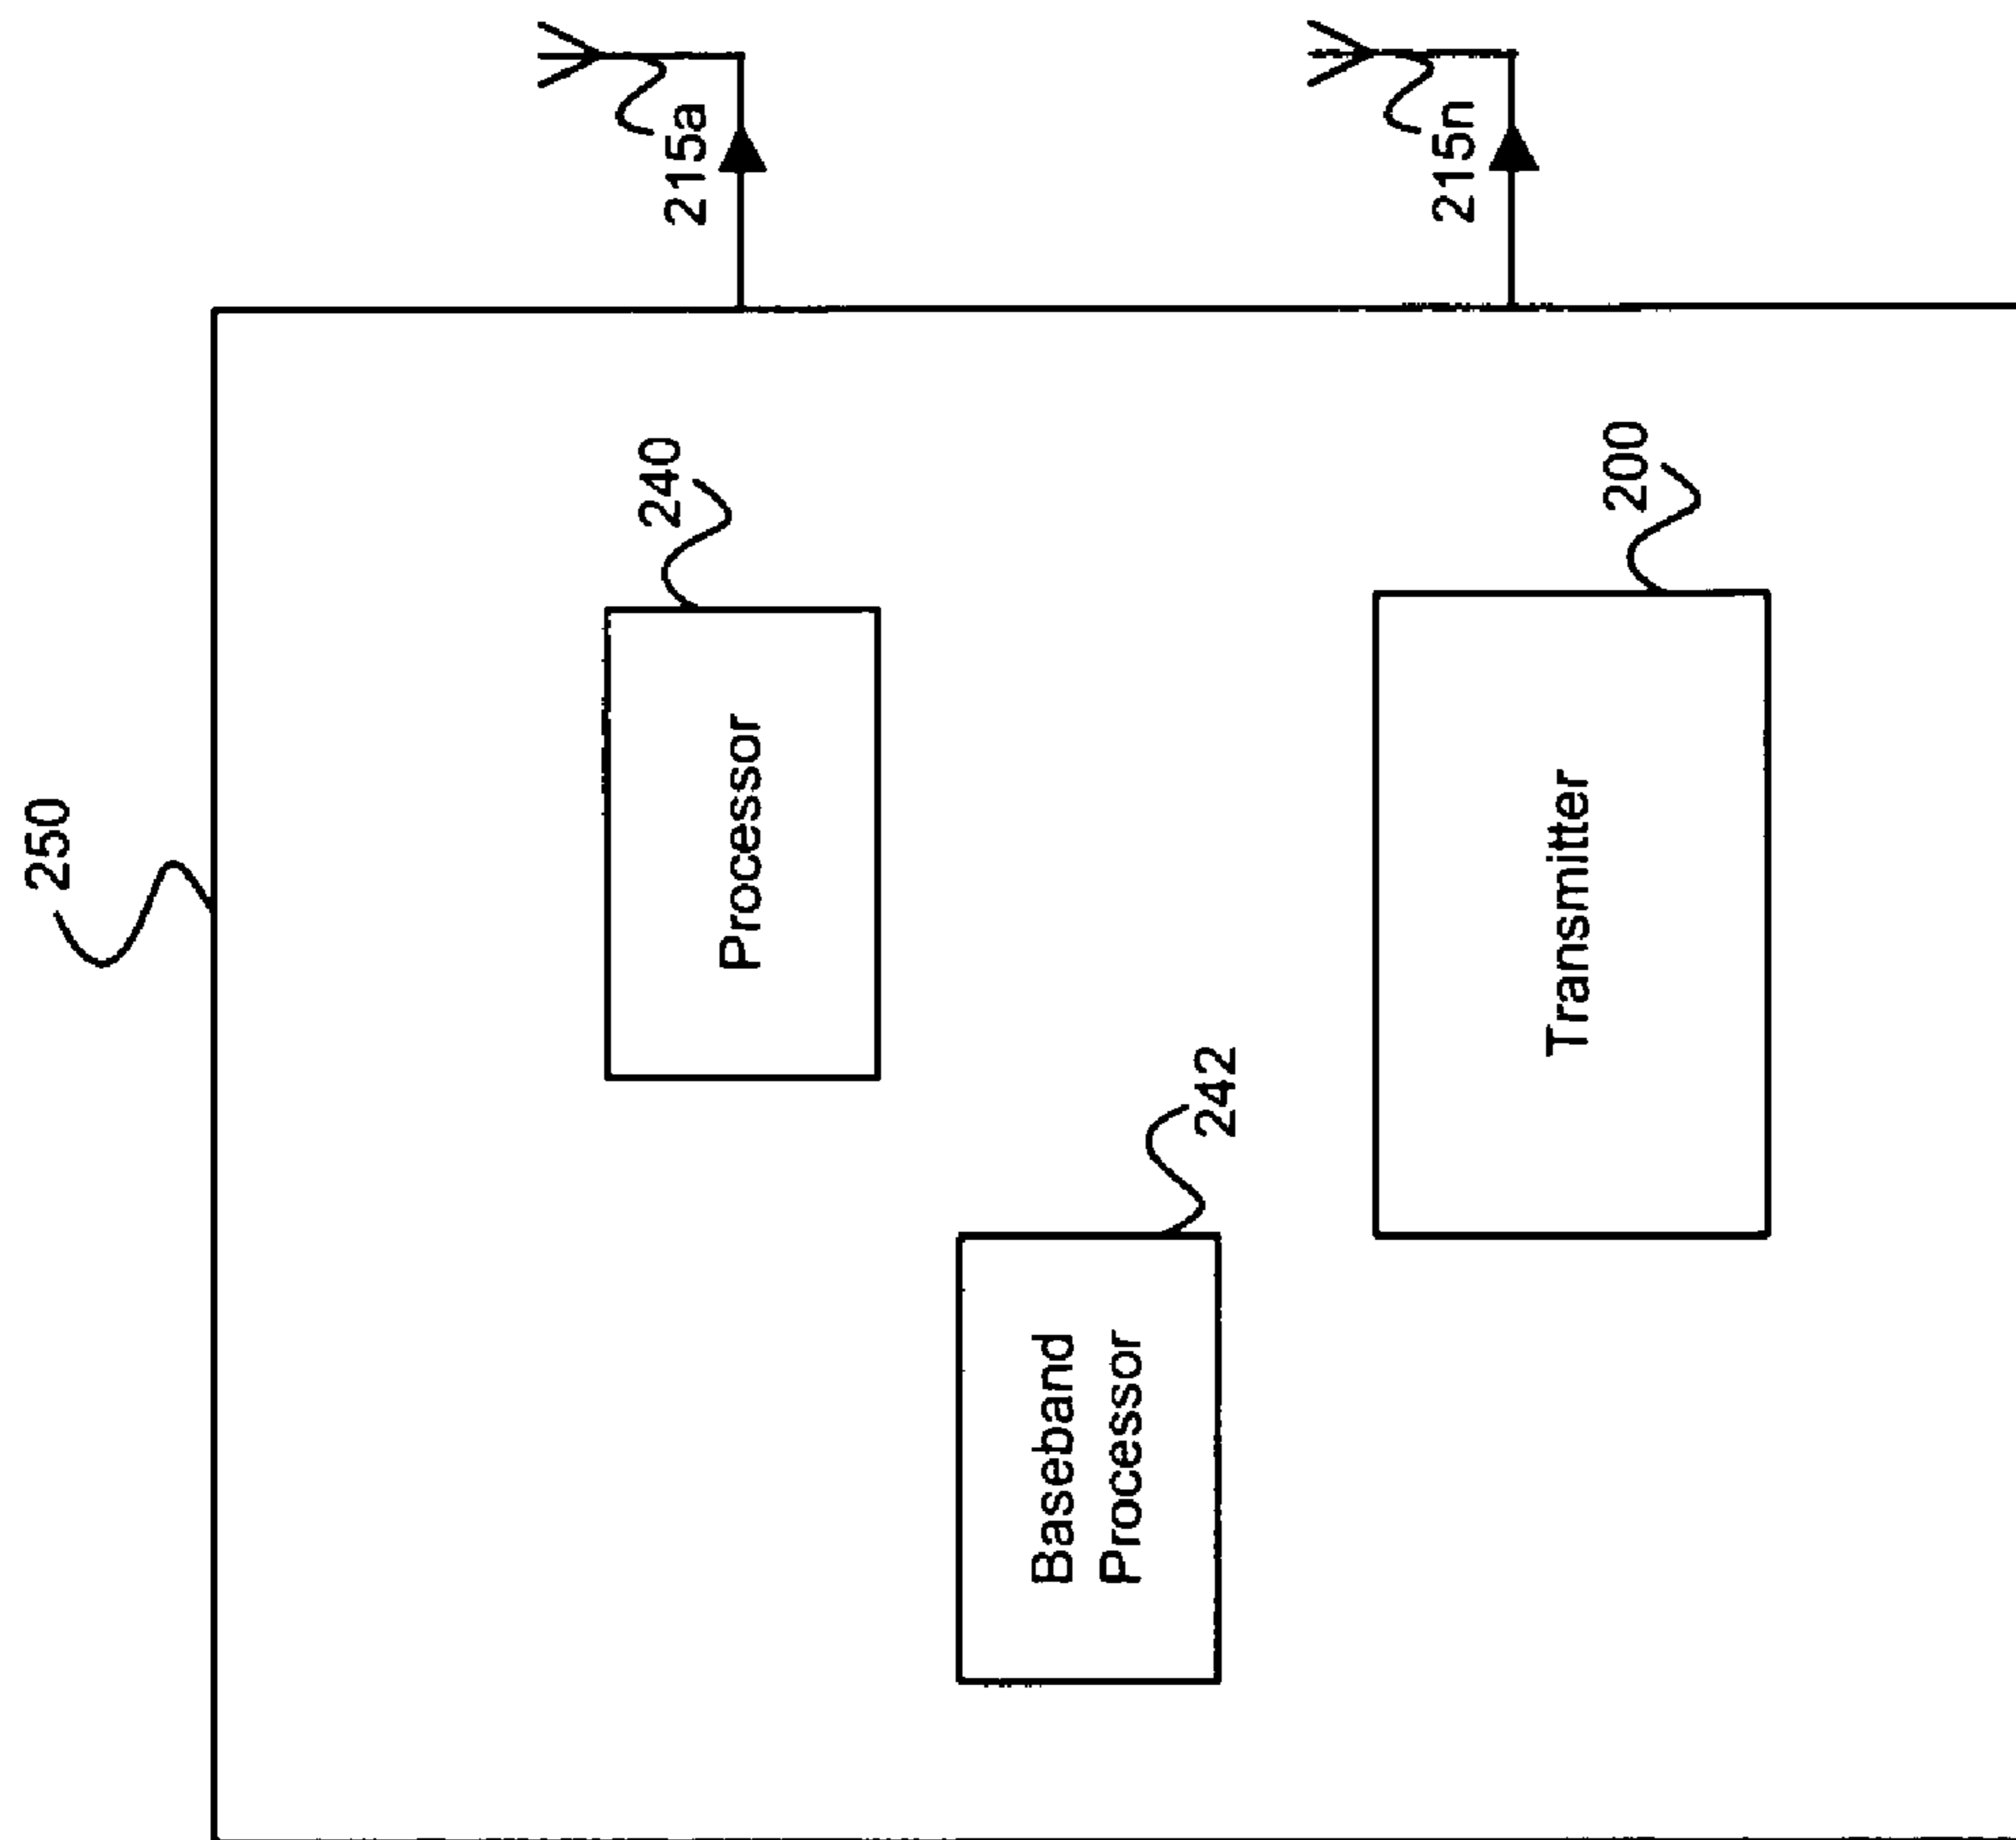 250
Processor
240
215a
Baseband
Processor
242
Transmitter
200
215n